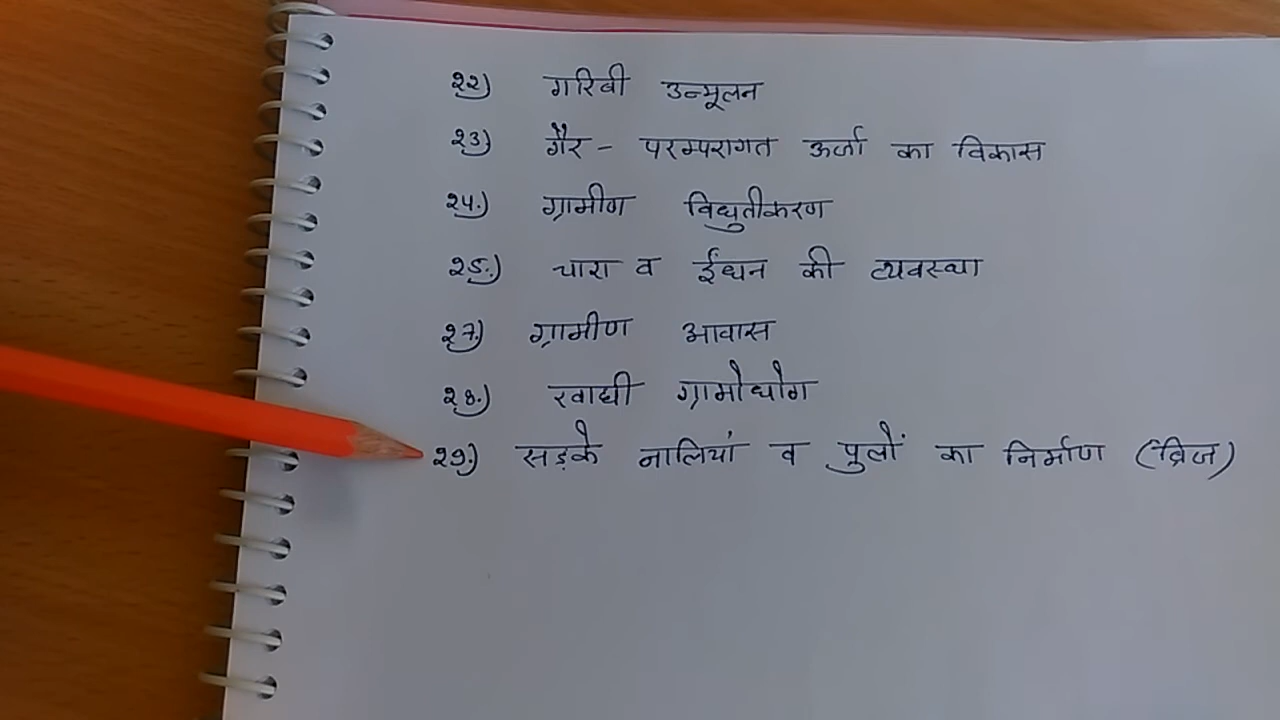 २२) गरिबी उन्मूलन
२३) गैर - परम्परागत ऊर्जा का विकास
२४.) ग्रामीण विद्युतीकरण
२५.) चारा व ईंधन की व्यवस्था
२७.) ग्रामीण आवास
२८.) खाद्यी ग्रामोद्योग
२९.) सड़के नालियां व पुलों का निर्माण (ब्रिज)